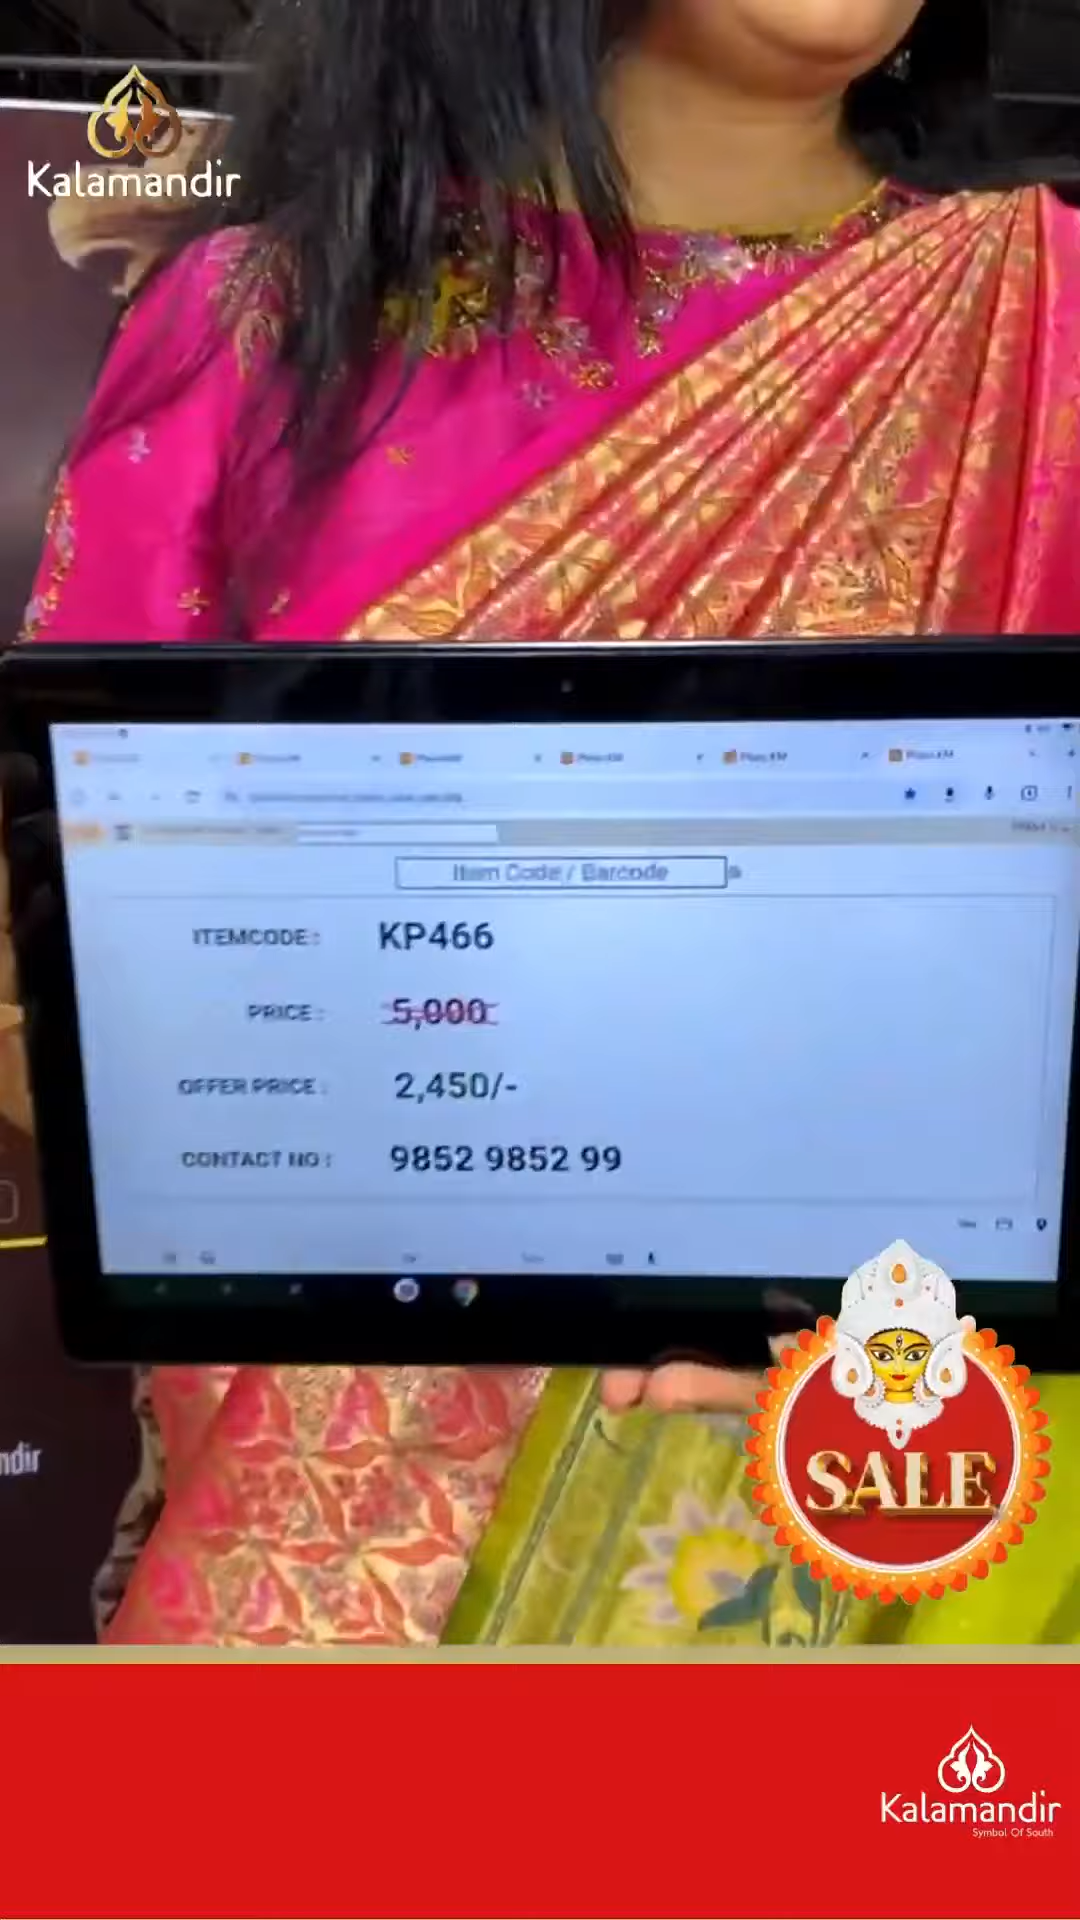 Kalamandir
Item Code / Barcode
ITEMCODE : KP466
PRICE : 5,000
OFFER PRICE : 2,450/-
CONTACT NO : 9852 9852 99
ndir
SALE
Kalamandir
Symbol Of South